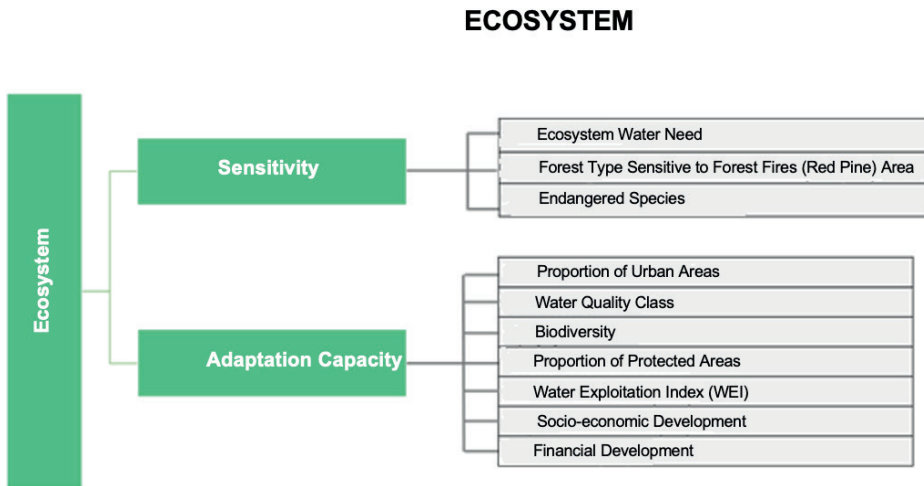 ECOSYSTEM
Ecosystem
Sensitivity
Ecosystem Water Need
Forest Type Sensitive to Forest Fires (Red Pine) Area
Endangered Species
Adaptation Capacity
Proportion of Urban Areas
Water Quality Class
Biodiversity
Proportion of Protected Areas
Water Exploitation Index (WEI)
Socio-economic Development
Financial Development